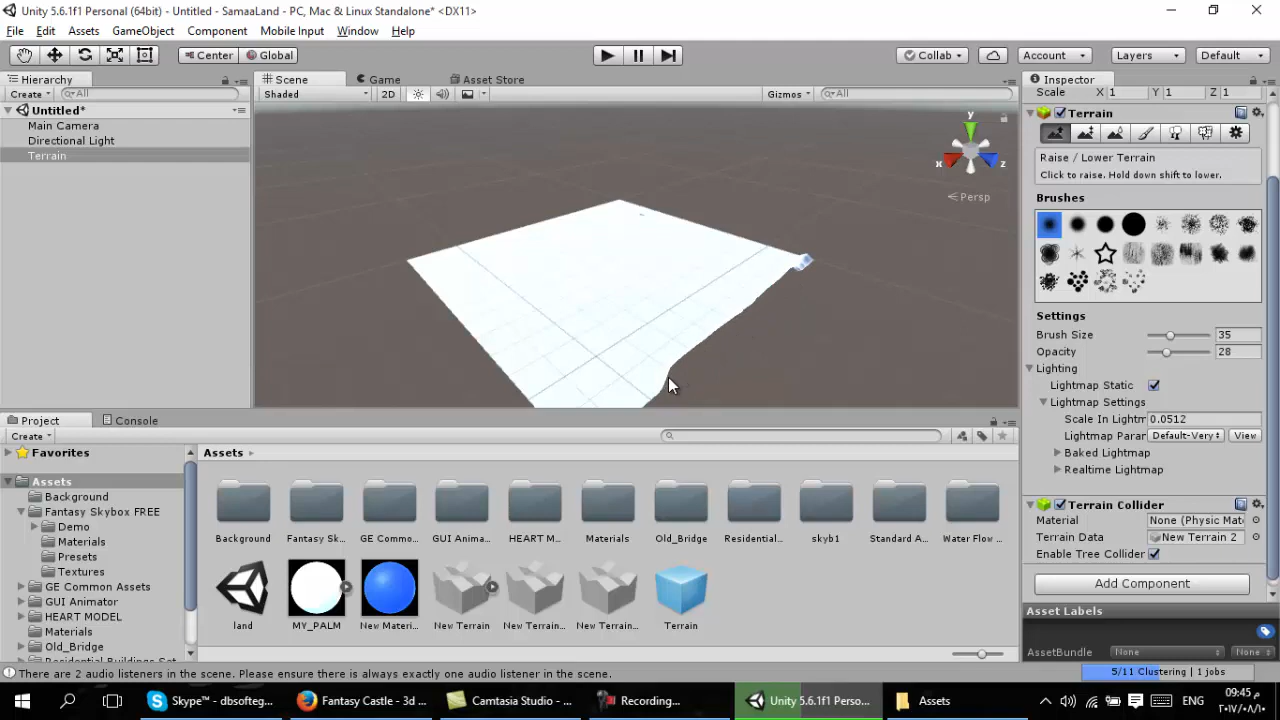 Unity 5.6.1f1 Personal (64bit) - Untitled - SamaaLand - PC, Mac & Linux Standalone* <DX11>
File Edit Assets GameObject Component Mobile Input Window Help
Center Global Collab Account Layers Default
Hierarchy
Create All
Untitled*
Main Camera
Directional Light
Terrain
Scene Game Asset Store
Shaded 2D Gizmos All
y
x z
Persp
Inspector
Scale X 1 Y 1 Z 1
Terrain
Raise / Lower Terrain
Click to raise. Hold down shift to lower.
Brushes
Settings
Brush Size 35
Opacity 28
Lighting
Lightmap Static
Lightmap Settings
Scale In Lightm 0.0512
Lightmap Parar Default-Very View
Baked Lightmap
Realtime Lightmap
Terrain Collider
Material None (Physic Mate
Terrain Data New Terrain 2
Enable Tree Collider
Add Component
Asset Labels
AssetBundle None None
Project Console
Create
Favorites
Assets
Background
Fantasy Skybox FREE
Demo
Materials
Presets
Textures
GE Common Assets
GUI Animator
HEART MODEL
Materials
Old_Bridge
Residential Buildings Set
Assets
Background Fantasy Sk... GE Commo... GUI Anima... HEART M... Materials Old_Bridge Residential... skyb1 Standard A... Water Flow ...
land MY_PALM New Materi... New Terrain New Terrain... New Terrain... Terrain
There are 2 audio listeners in the scene. Please ensure there is always exactly one audio listener in the scene.
5/11 Clustering | 1 jobs
Skype™ - dbsofteg... Fantasy Castle - 3d ... Camtasia Studio - ... Recording... Unity 5.6.1f1 Perso... Assets
ENG
09:45 م
٢٠١٧/٠٨/١٠